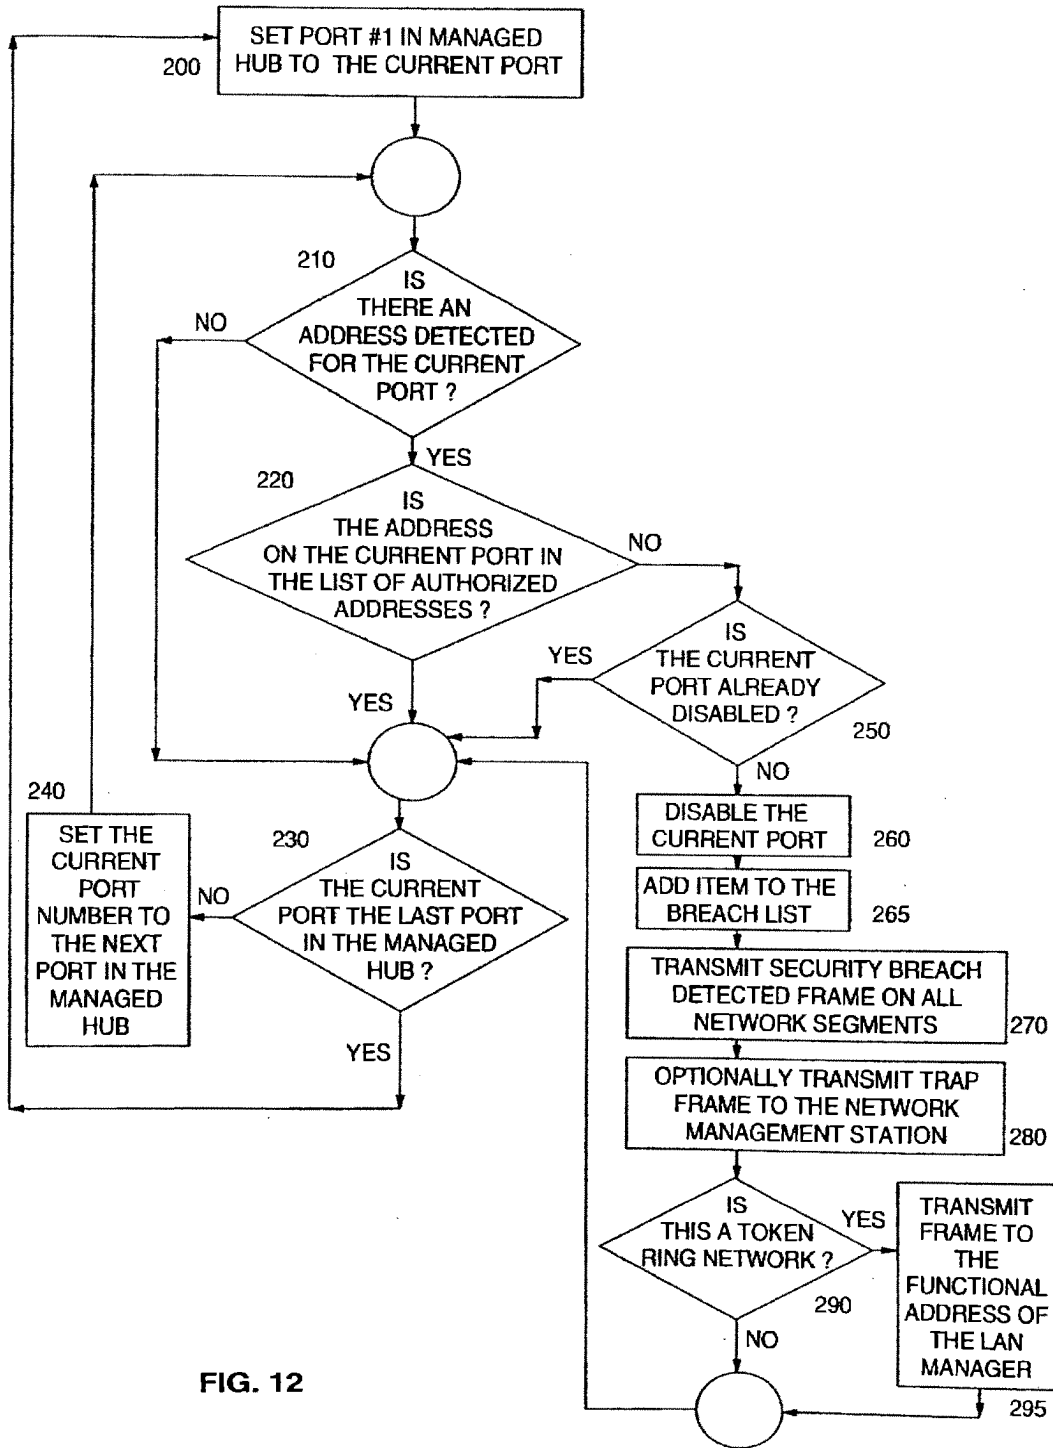 SET PORT #1 IN MANAGED
HUB TO THE CURRENT PORT
200
210
IS
THERE AN
ADDRESS DETECTED
FOR THE CURRENT
PORT ?
NO
YES
220
IS
THE ADDRESS
ON THE CURRENT PORT IN
THE LIST OF AUTHORIZED
ADDRESSES ?
NO
YES
IS
THE CURRENT
PORT ALREADY
DISABLED ?
250
YES
NO
240
SET THE
CURRENT
PORT
NUMBER TO
THE NEXT
PORT IN THE
MANAGED
HUB
230
IS
THE CURRENT
PORT THE LAST PORT
IN THE MANAGED
HUB ?
NO
YES
DISABLE THE
CURRENT PORT
260
ADD ITEM TO THE
BREACH LIST
265
TRANSMIT SECURITY BREACH
DETECTED FRAME ON ALL
NETWORK SEGMENTS
270
OPTIONALLY TRANSMIT TRAP
FRAME TO THE NETWORK
MANAGEMENT STATION
280
IS
THIS A TOKEN
RING NETWORK ?
290
YES
NO
TRANSMIT
FRAME TO
THE
FUNCTIONAL
ADDRESS OF
THE LAN
MANAGER
295
FIG. 12